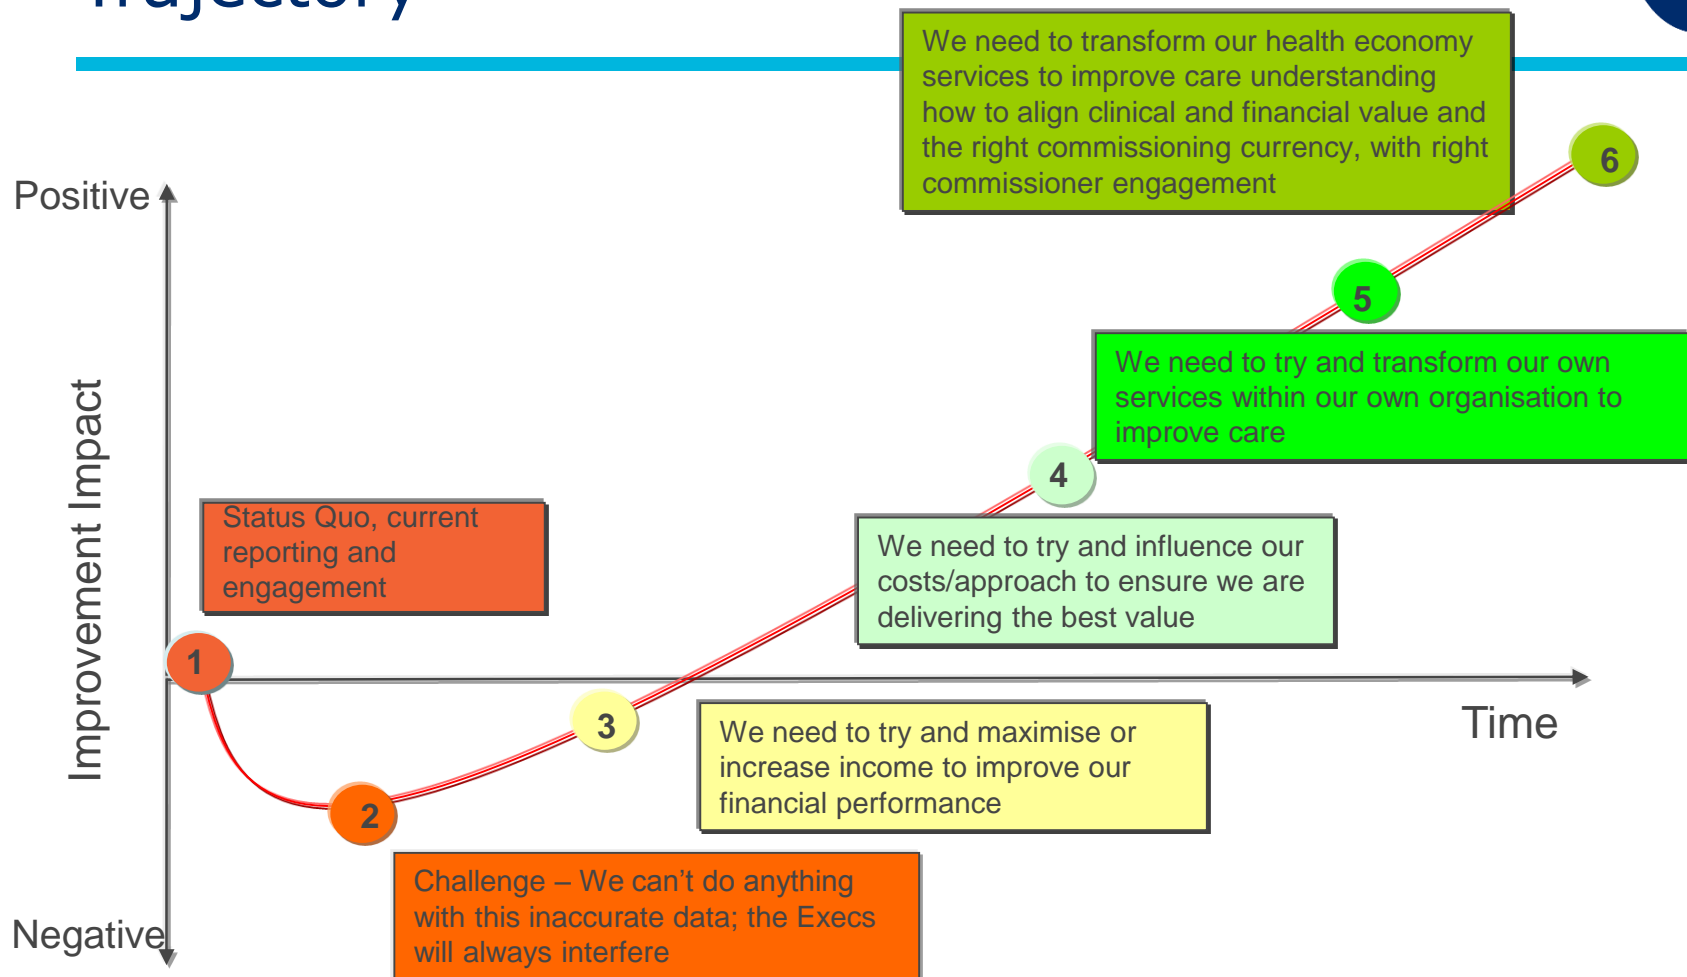 Trajectory
We need to transform our health economy
services to improve care understanding
how to align clinical and financial value and
the right commissioning currency, with right
commissioner engagement
6
Positive
5
We need to try and transform our own
services within our own organisation to
improve care
4
Improvement Impact
Status Quo, current
reporting and
engagement
We need to try and influence our
costs/approach to ensure we are
delivering the best value
1
3
Time
We need to try and maximise or
increase income to improve our
financial performance
2
Challenge – We can’t do anything
with this inaccurate data; the Execs
will always interfere
Negative